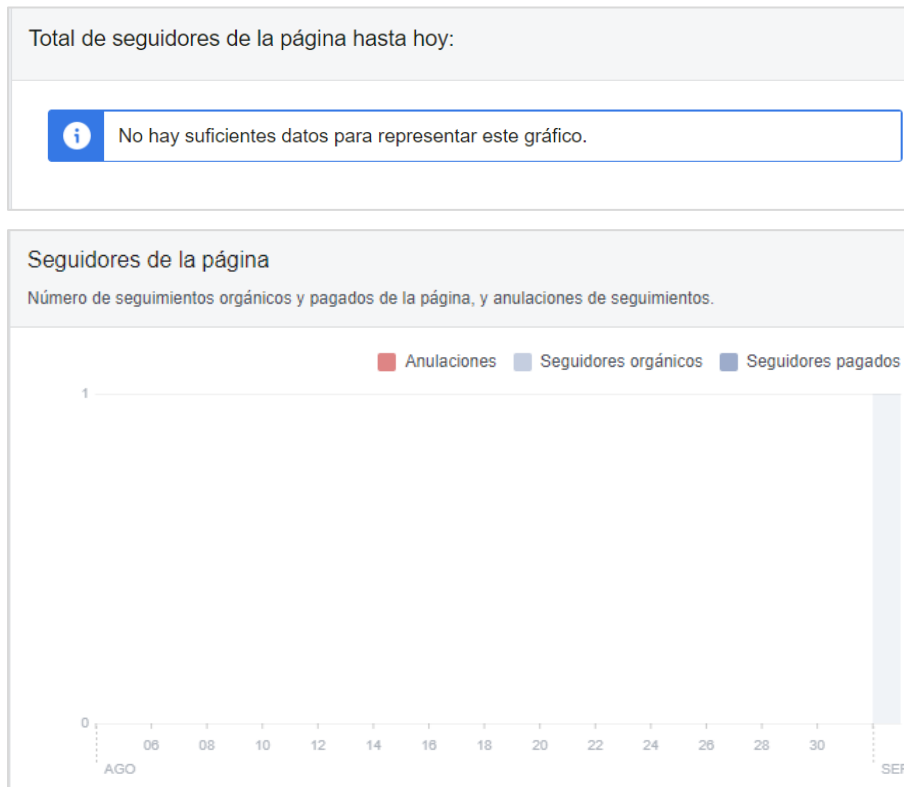 Total de seguidores de la página hasta hoy:
No hay suficientes datos para representar este gráfico.
Seguidores de la página
Número de seguimientos orgánicos y pagados de la página, y anulaciones de seguimientos.
Anulaciones Seguidores orgánicos Seguidores pagados
1
0
06 08 10 12 14 16 18 20 22 24 26 28 30
AGO SEP